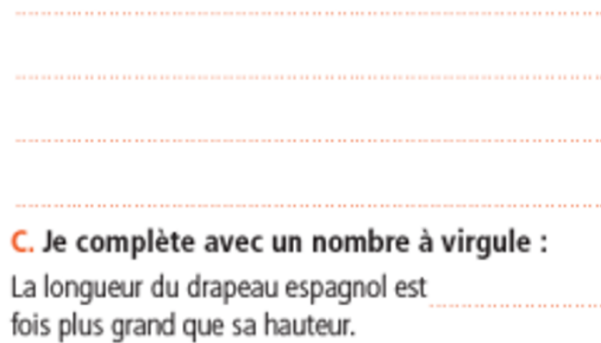 C. Je complète avec un nombre à virgule :
La longueur du drapeau espagnol est
fois plus grand que sa hauteur.